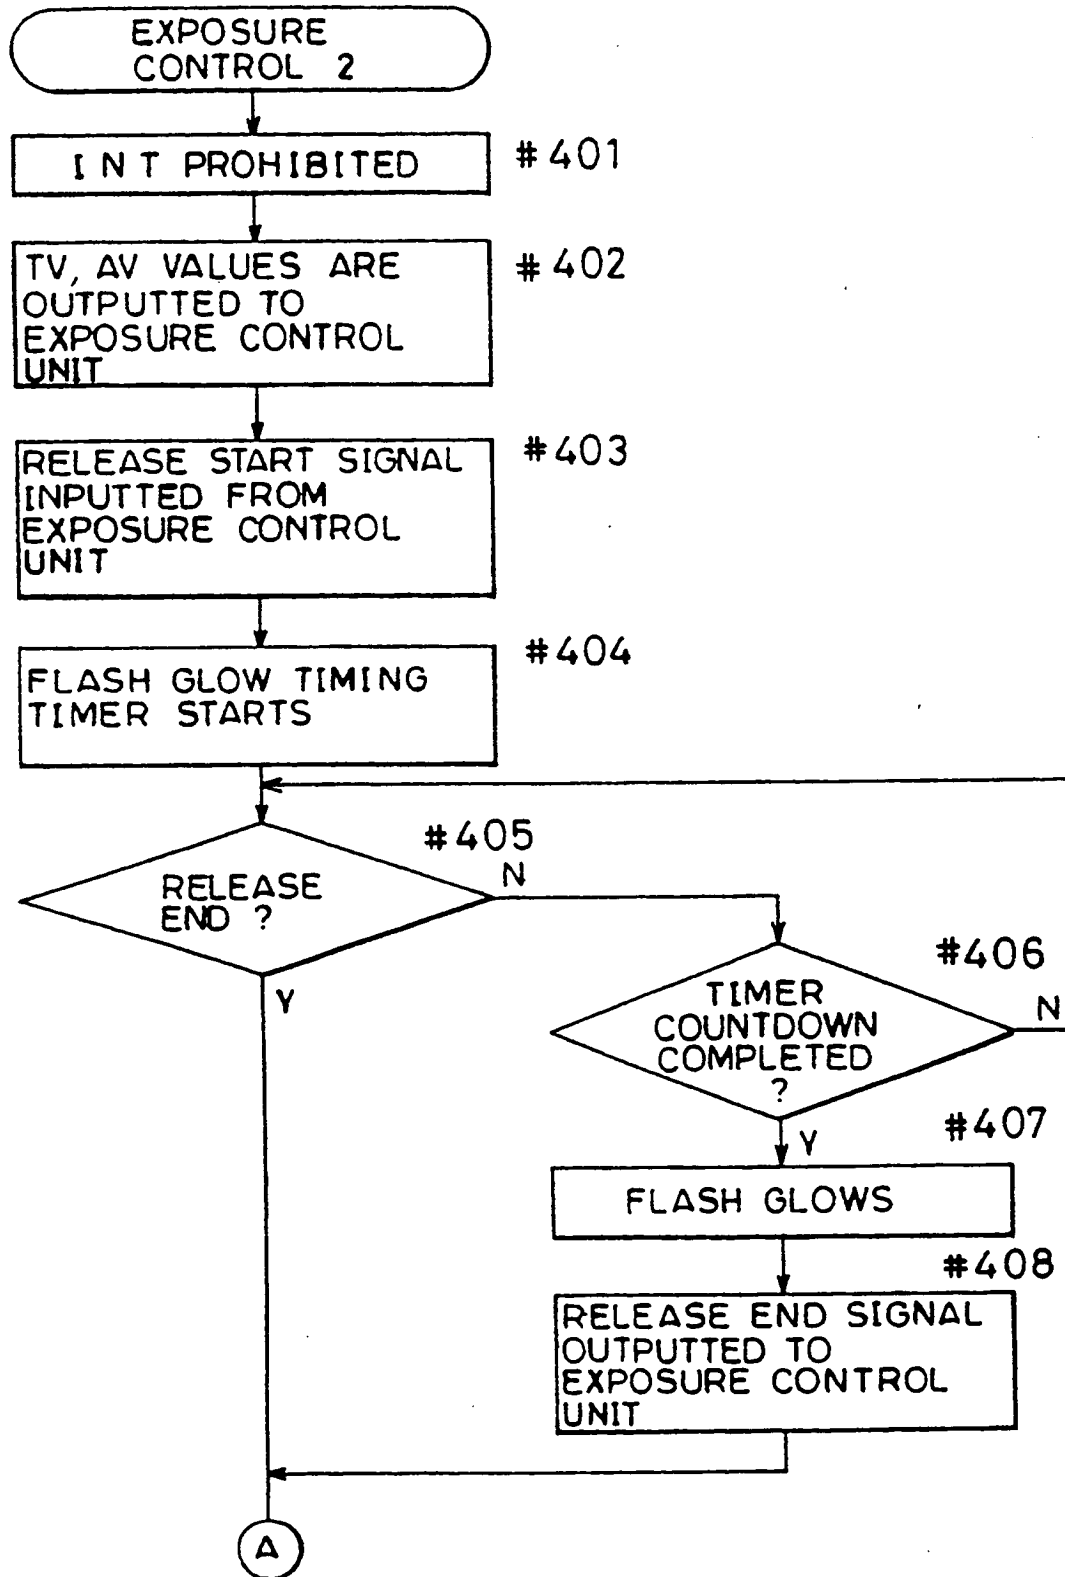 EXPOSURE
CONTROL 2
INT PROHIBITED
#401
TV, AV VALUES ARE
OUTPUTTED TO
EXPOSURE CONTROL
UNIT
#402
RELEASE START SIGNAL
INPUTTED FROM
EXPOSURE CONTROL
UNIT
#403
FLASH GLOW TIMING
TIMER STARTS
#404
RELEASE
END ?
#405
N
Y
TIMER
COUNTDOWN
COMPLETED
?
#406
N
Y
#407
FLASH GLOWS
#408
RELEASE END SIGNAL
OUTPUTTED TO
EXPOSURE CONTROL
UNIT
A